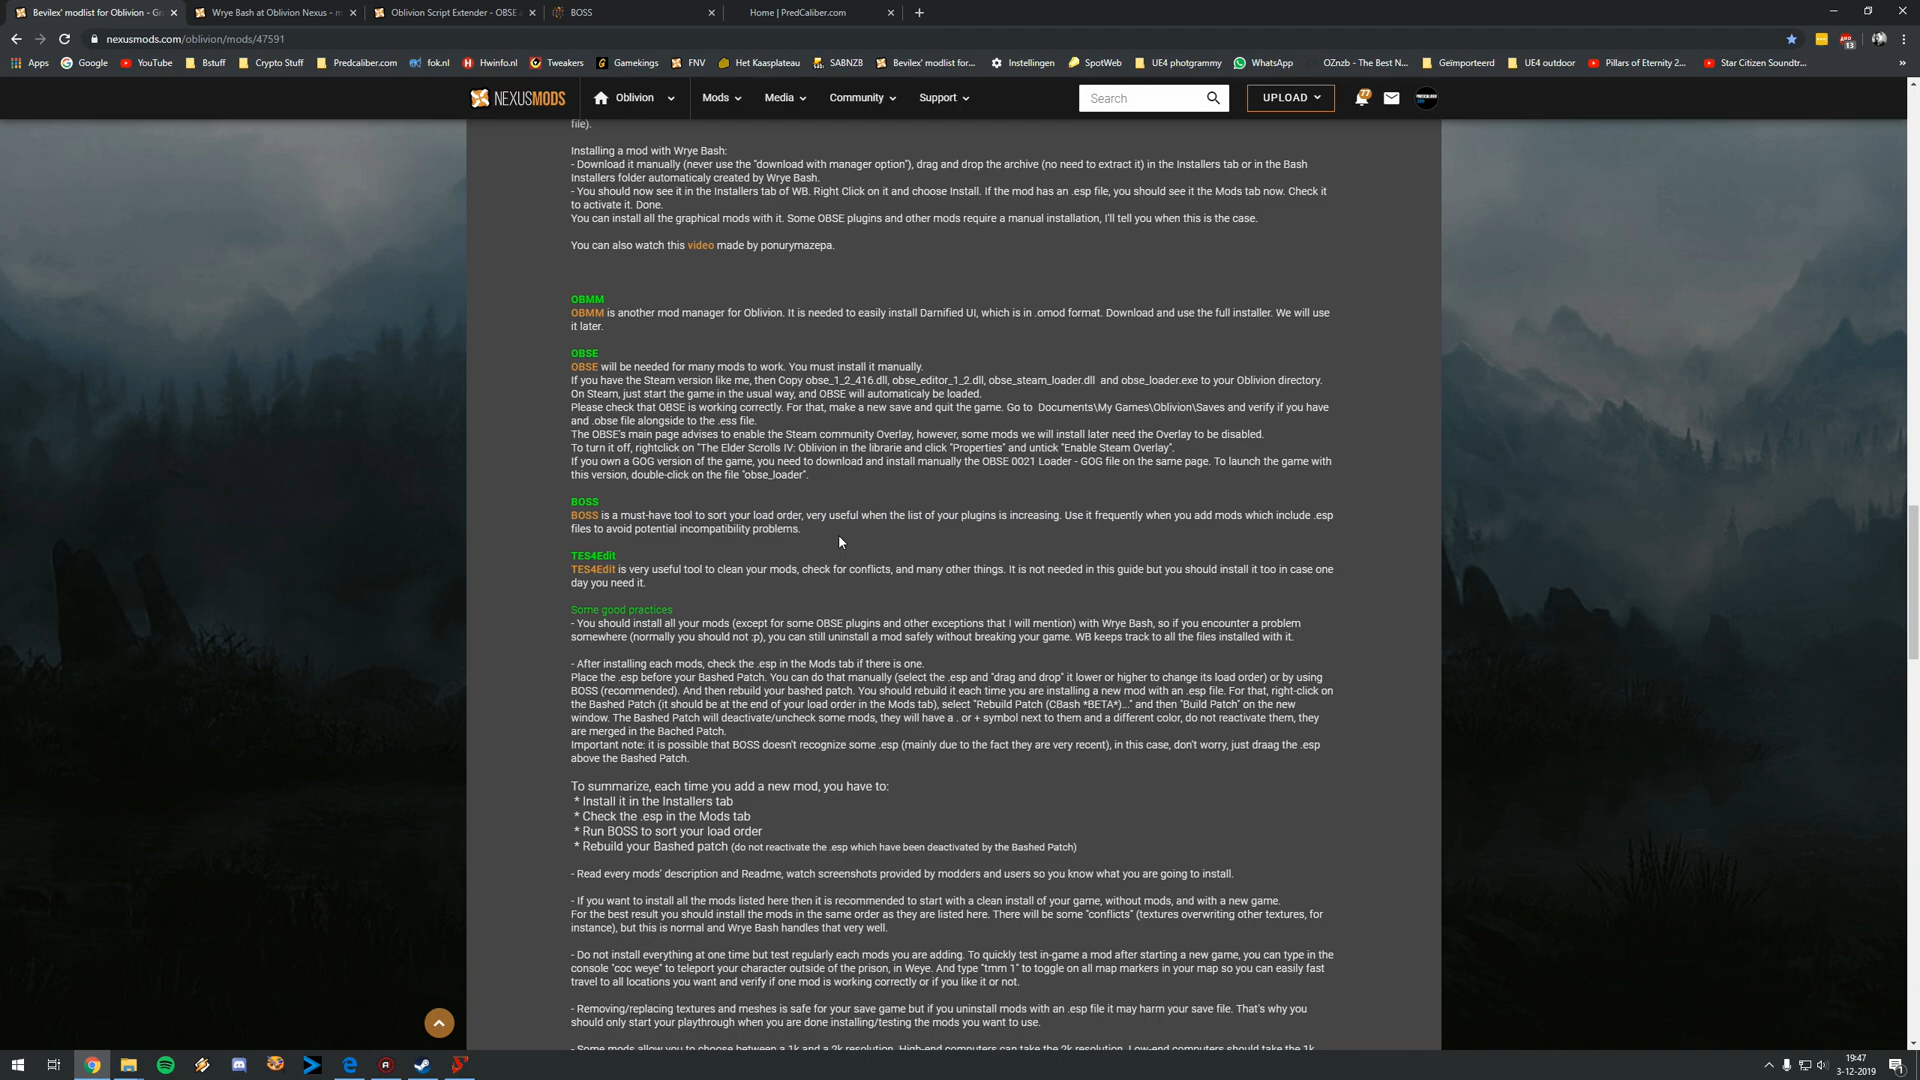 Bevilex' modlist for Oblivion - Gr
Wrye Bash at Oblivion Nexus - m
Oblivion Script Extender - OBSE
BOSS
Home | PredCaliber.com
nexusmods.com/oblivion/mods/47591
13
Apps
Google
YouTube
Bstuff
Crypto Stuff
Predcaliber.com
fok.nl
Hwinfo.nl
Tweakers
Gamekings
FNV
Het Kaasplateau
SABNZB
Bevilex' modlist for...
Instellingen
SpotWeb
UE4 photgrammy
WhatsApp
OZnzb - The Best N...
Geïmporteerd
UE4 outdoor
Pillars of Eternity 2...
Star Citizen Soundtr...
»
NEXUSMODS
Oblivion
Mods
Media
Community
Support
Search
UPLOAD
77
file).
Installing a mod with Wrye Bash:
- Download it manually (never use the "download with manager option"), drag and drop the archive (no need to extract it) in the Installers tab or in the Bash
Installers folder automaticaly created by Wrye Bash.
- You should now see it in the Installers tab of WB. Right Click on it and choose Install. If the mod has an .esp file, you should see it the Mods tab now. Check it
to activate it. Done.
You can install all the graphical mods with it. Some OBSE plugins and other mods require a manual installation, I'll tell you when this is the case.
You can also watch this video made by ponurymazepa.
OBMM
OBMM is another mod manager for Oblivion. It is needed to easily install Darnified UI, which is in .omod format. Download and use the full installer. We will use
it later.
OBSE
OBSE will be needed for many mods to work. You must install it manually.
If you have the Steam version like me, then Copy obse_1_2_416.dll, obse_editor_1_2.dll, obse_steam_loader.dll and obse_loader.exe to your Oblivion directory.
On Steam, just start the game in the usual way, and OBSE will automaticaly be loaded.
Please check that OBSE is working correctly. For that, make a new save and quit the game. Go to Documents\My Games\Oblivion\Saves and verify if you have
and .obse file alongside to the .ess file.
The OBSE's main page advises to enable the Steam community Overlay, however, some mods we will install later need the Overlay to be disabled.
To turn it off, rightclick on "The Elder Scrolls IV: Oblivion in the librarie and click "Properties" and untick "Enable Steam Overlay".
If you own a GOG version of the game, you need to download and install manually the OBSE 0021 Loader - GOG file on the same page. To launch the game with
this version, double-click on the file "obse_loader".
BOSS
BOSS is a must-have tool to sort your load order, very useful when the list of your plugins is increasing. Use it frequently when you add mods which include .esp
files to avoid potential incompatibility problems.
TES4Edit
TES4Edit is very useful tool to clean your mods, check for conflicts, and many other things. It is not needed in this guide but you should install it too in case one
day you need it.
Some good practices
- You should install all your mods (except for some OBSE plugins and other exceptions that I will mention) with Wrye Bash, so if you encounter a problem
somewhere (normally you should not :p), you can still uninstall a mod safely without breaking your game. WB keeps track to all the files installed with it.
- After installing each mods, check the .esp in the Mods tab if there is one.
Place the .esp before your Bashed Patch. You can do that manually (select the .esp and "drag and drop" it lower or higher to change its load order) or by using
BOSS (recommended). And then rebuild your bashed patch. You should rebuild it each time you are installing a new mod with an .esp file. For that, right-click on
the Bashed Patch (it should be at the end of your load order in the Mods tab), select "Rebuild Patch (CBash *BETA*)..." and then "Build Patch" on the new
window. The Bashed Patch will deactivate/uncheck some mods, they will have a . or + symbol next to them and a different color, do not reactivate them, they
are merged in the Bached Patch.
Important note: it is possible that BOSS doesn't recognize some .esp (mainly due to the fact they are very recent), in this case, don't worry, just draag the .esp
above the Bashed Patch.
To summarize, each time you add a new mod, you have to:
* Install it in the Installers tab
* Check the .esp in the Mods tab
* Run BOSS to sort your load order
* Rebuild your Bashed patch (do not reactivate the .esp which have been deactivated by the Bashed Patch)
- Read every mods' description and Readme, watch screenshots provided by modders and users so you know what you are going to install.
- If you want to install all the mods listed here then it is recommended to start with a clean install of your game, without mods, and with a new game.
For the best result you should install the mods in the same order as they are listed here. There will be some "conflicts" (textures overwriting other textures, for
instance), but this is normal and Wrye Bash handles that very well.
- Do not install everything at one time but test regularly each mods you are adding. To quickly test in-game a mod after starting a new game, you can type in the
console "coc weye" to teleport your character outside of the prison, in Weye. And type "tmm 1" to toggle on all map markers in your map so you can easily fast
travel to all locations you want and verify if one mod is working correctly or if you like it or not.
- Removing/replacing textures and meshes is safe for your save game but if you uninstall mods with an .esp file it may harm your save file. That's why you
should only start your playthrough when you are done installing/testing the mods you want to use.
- Some mods allow you to choose between a 1k and a 2k resolution. High-end computers can take the 2k resolution. Low-end computers should take the 1k
19:47
3-12-2019